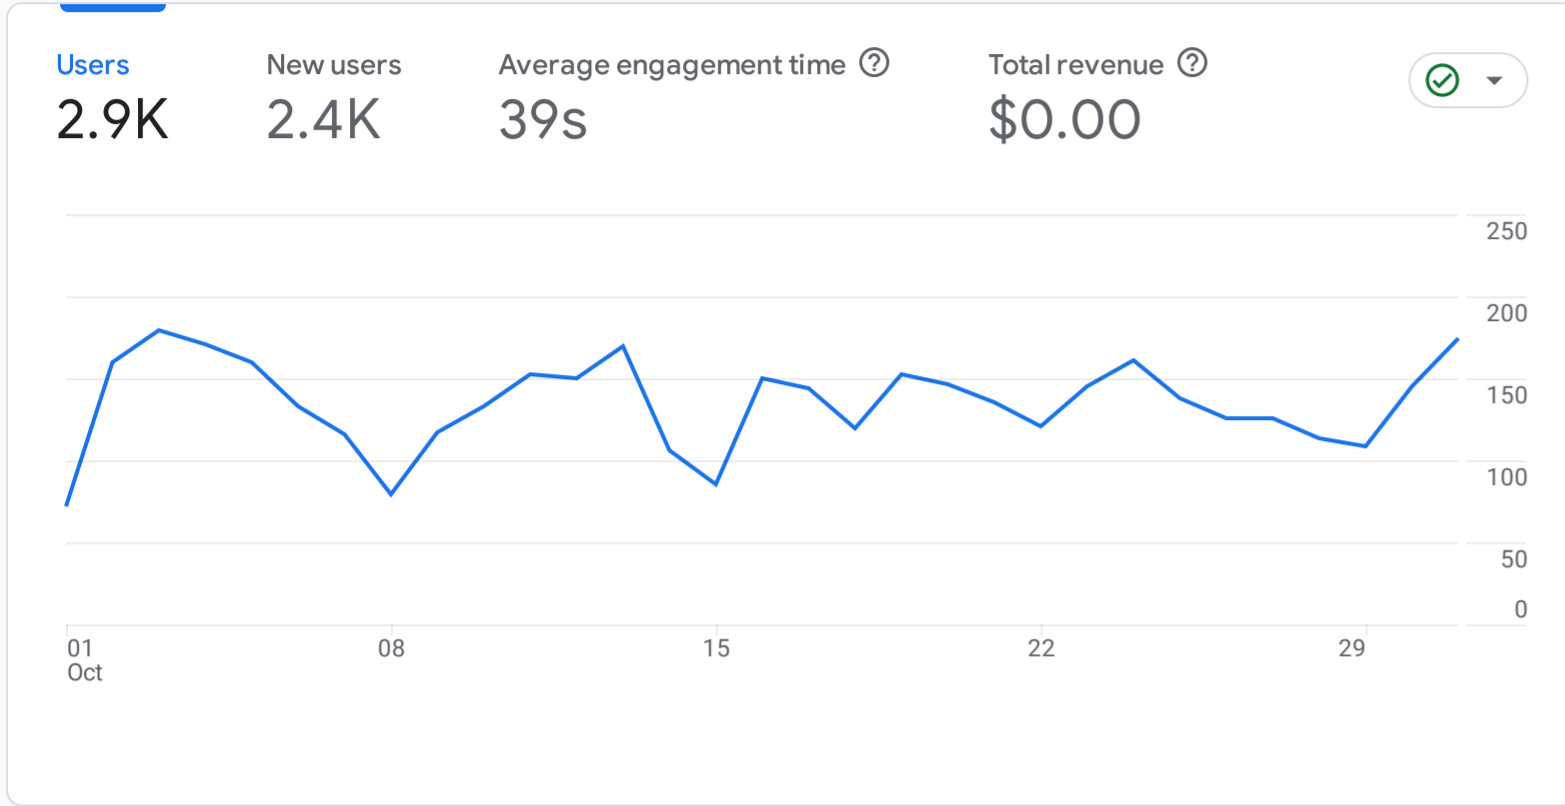 Users
2.9K
New users
2.4K
Average engagement time
39s
Total revenue
$0.00
250
200
150
100
50
0
01
Oct
08
15
22
29